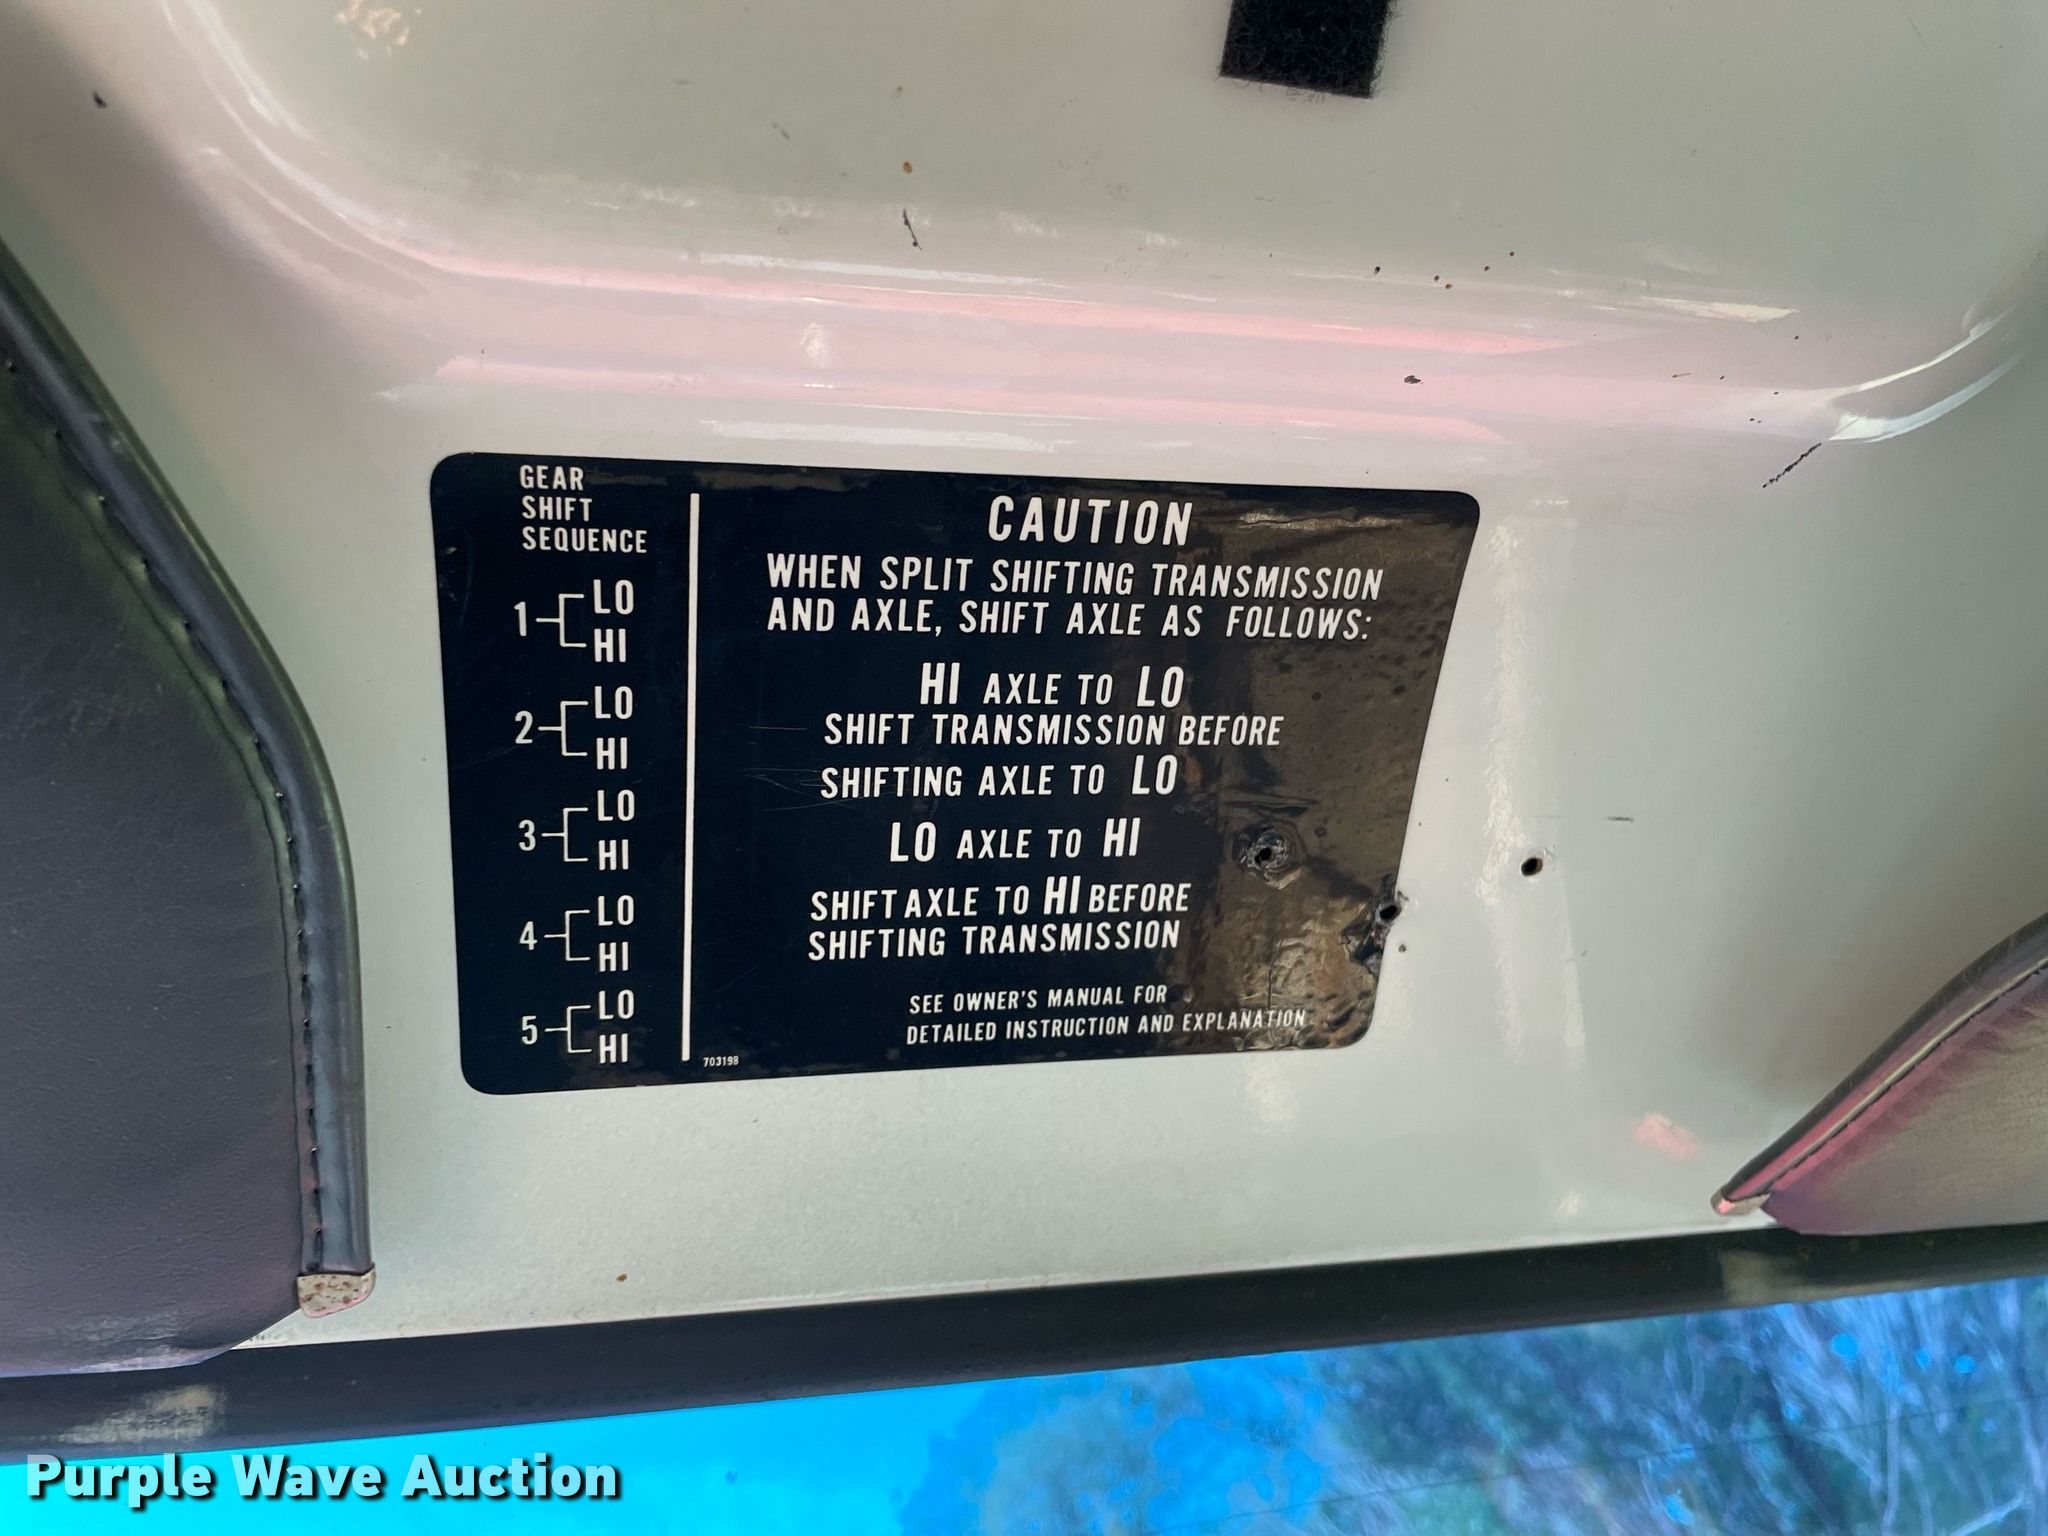 GEAR
SHIFT
SEQUENCE
1 LO
HI
2 LO
HI
3 LO
HI
4 LO
HI
5 LO
HI
CAUTION
WHEN SPLIT SHIFTING TRANSMISSION
AND AXLE, SHIFT AXLE AS FOLLOWS:
HI AXLE TO LO
SHIFT TRANSMISSION BEFORE
SHIFTING AXLE TO LO
LO AXLE TO HI
SHIFT AXLE TO HI BEFORE
SHIFTING TRANSMISSION
SEE OWNER'S MANUAL FOR
DETAILED INSTRUCTION AND EXPLANATION
703198
Purple Wave Auction